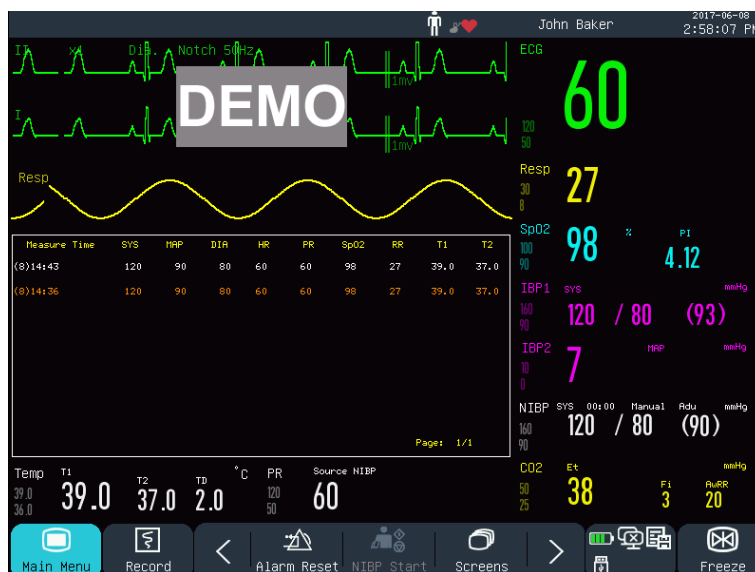 John Baker
2017-06-08
2:58:07 PM
II x1 Dia. Notch 50Hz
1mv
DEMO
I
1mv
ECG
60
120
50
Resp
Resp
30
8
27
SpO2
100
90
98 %
PI
4.12
Measure Time SYS MAP DIA HR PR SpO2 RR T1 T2
(8)14:43 120 90 80 60 60 98 27 39.0 37.0
(8)14:36 120 90 80 60 60 98 27 39.0 37.0
Page: 1/1
IBP1 SYS mmHg
160
90
120 / 80 (93)
IBP2 MAP mmHg
10
0
7
NIBP SYS 00:00 Manual Adu mmHg
160
90
120 / 80 (90)
Temp T1 T2 TD °C
39.0
36.0
39.0 37.0 2.0
PR Source NIBP
120
50
60
CO2 Et mmHg
50
25
38
Fi
3
AwRR
20
Main Menu Record Alarm Reset NIBP Start Screens Freeze